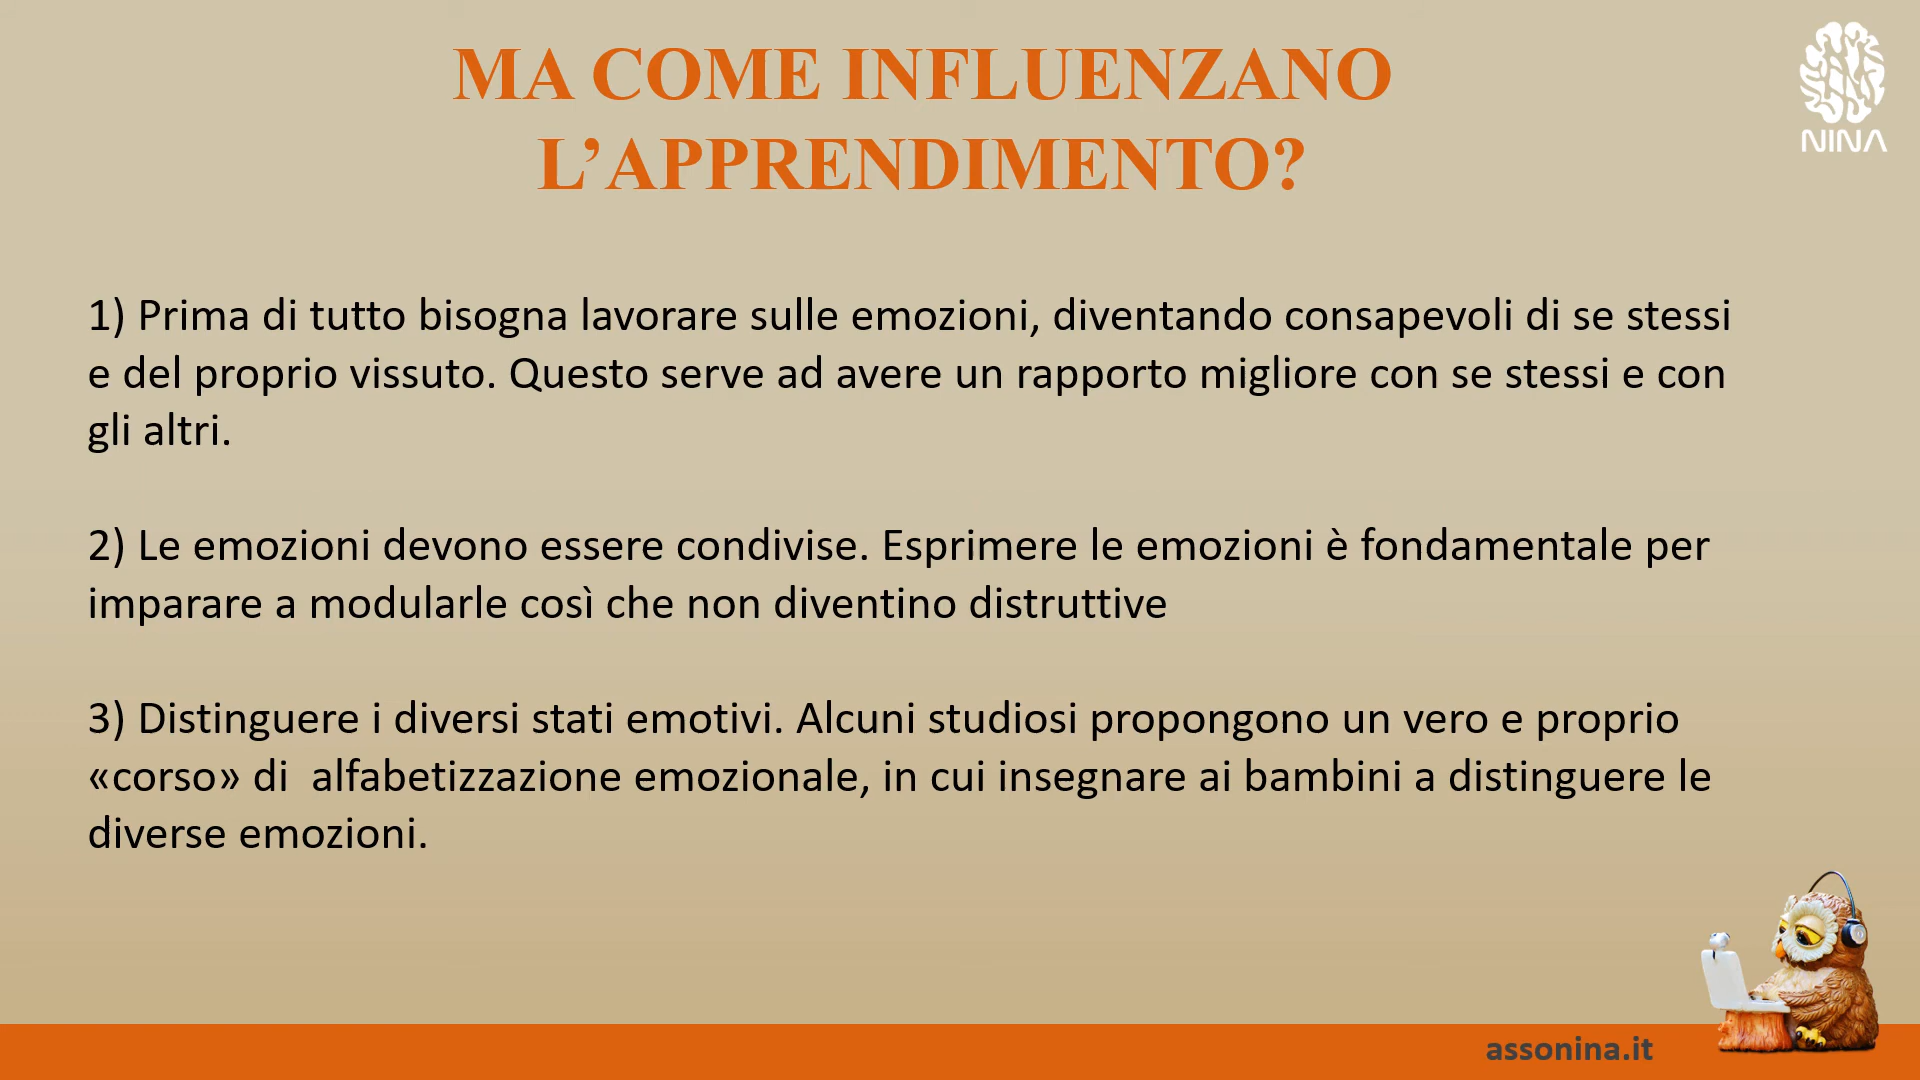 MA COME INFLUENZANO
L’APPRENDIMENTO?
NINA
1) Prima di tutto bisogna lavorare sulle emozioni, diventando consapevoli di se stessi
e del proprio vissuto. Questo serve ad avere un rapporto migliore con se stessi e con
gli altri.
2) Le emozioni devono essere condivise. Esprimere le emozioni è fondamentale per
imparare a modularle così che non diventino distruttive
3) Distinguere i diversi stati emotivi. Alcuni studiosi propongono un vero e proprio
«corso» di  alfabetizzazione emozionale, in cui insegnare ai bambini a distinguere le
diverse emozioni.
assonina.it